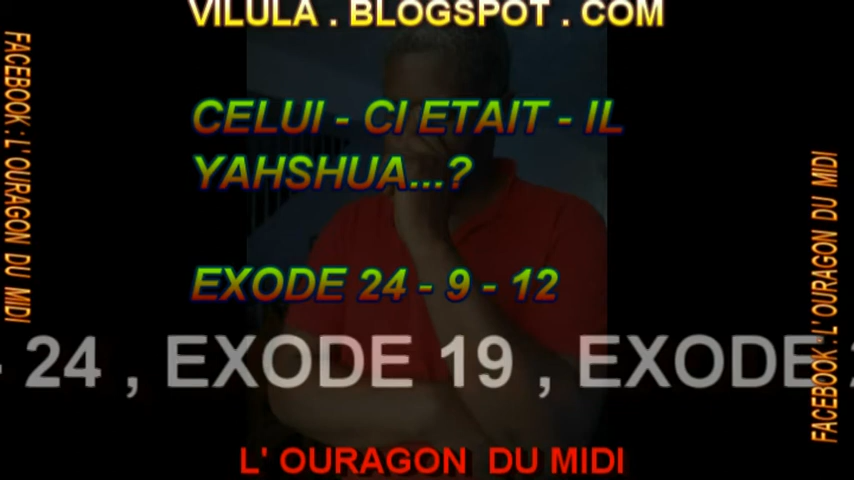 VILULA . BLOGSPOT . COM
FACEBOOK : L' OURAGON DU MIDI
CELUI - CI ETAIT - IL
YAHSHUA...?
EXODE 24 - 9 - 12
- 24 , EXODE 19 , EXODE
FACEBOOK : L' OURAGON DU MIDI
L' OURAGON DU MIDI